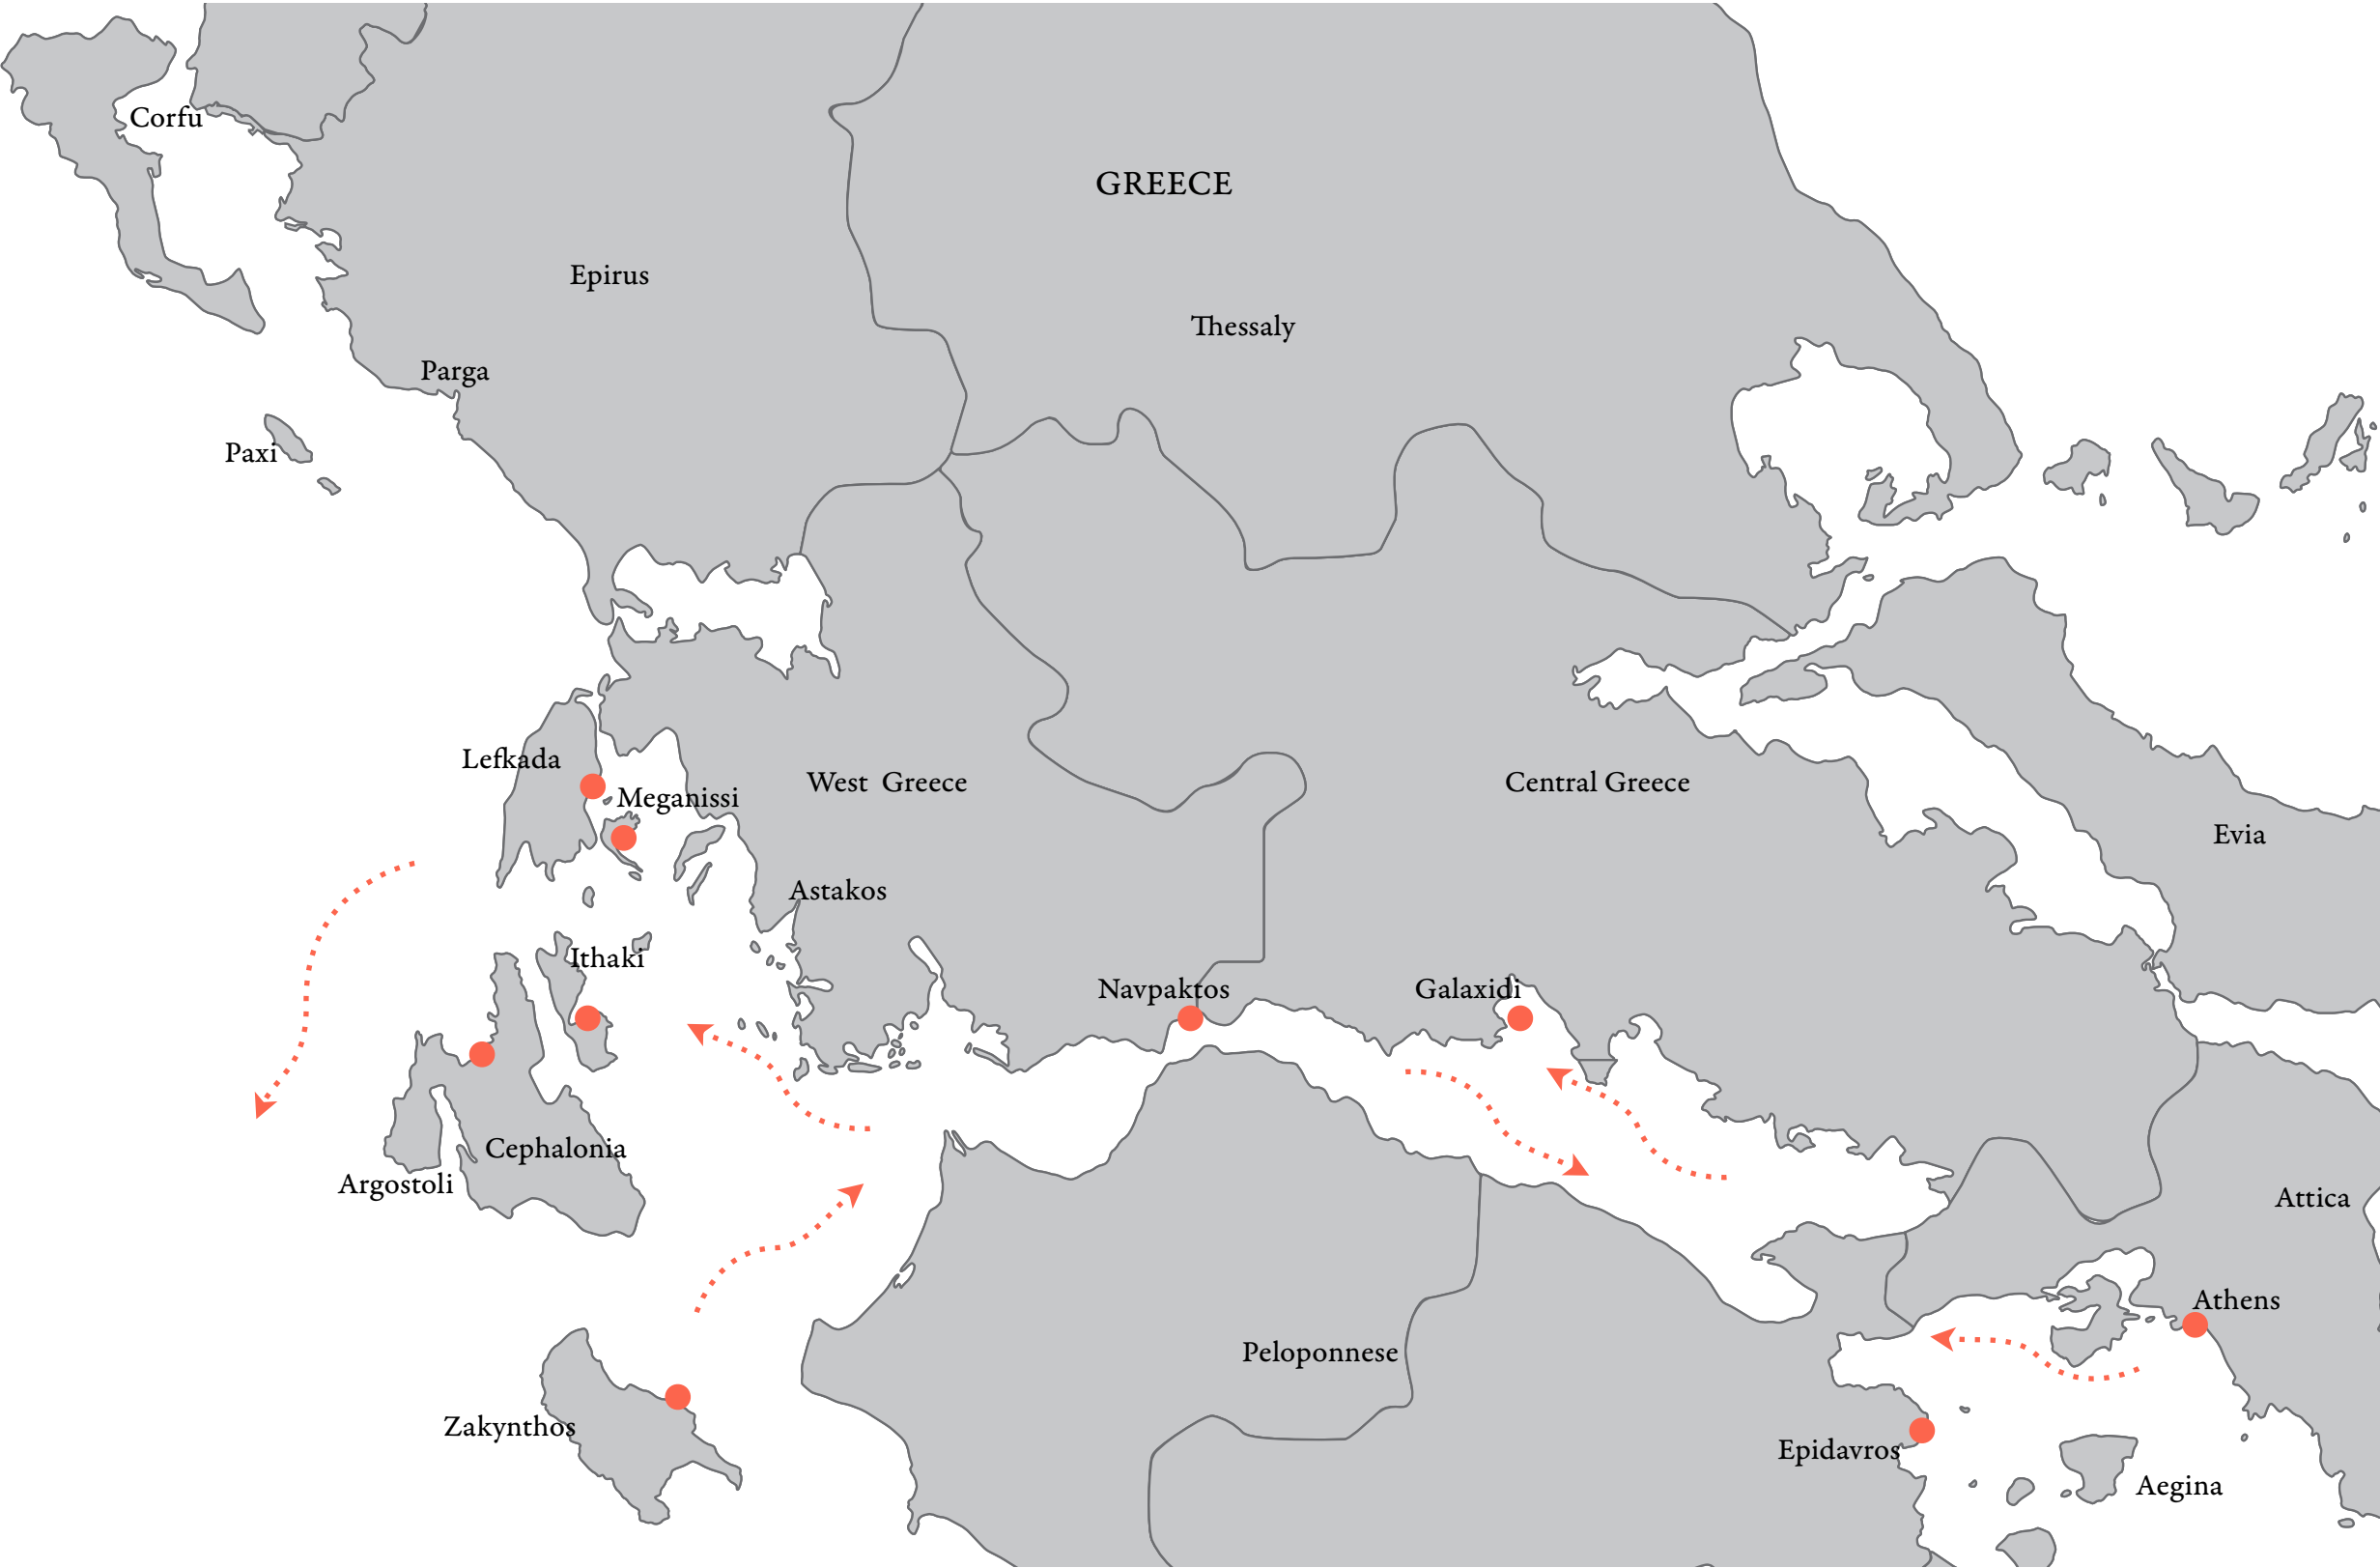 Corfu
GREECE
Epirus
Thessaly
Parga
Paxi
Lefkada
Meganissi
West Greece
Central Greece
Evia
Astakos
Ithaki
Navpaktos
Galaxidi
Cephalonia
Argostoli
Attica
Athens
Peloponnese
Zakynthos
Epidavros
Aegina